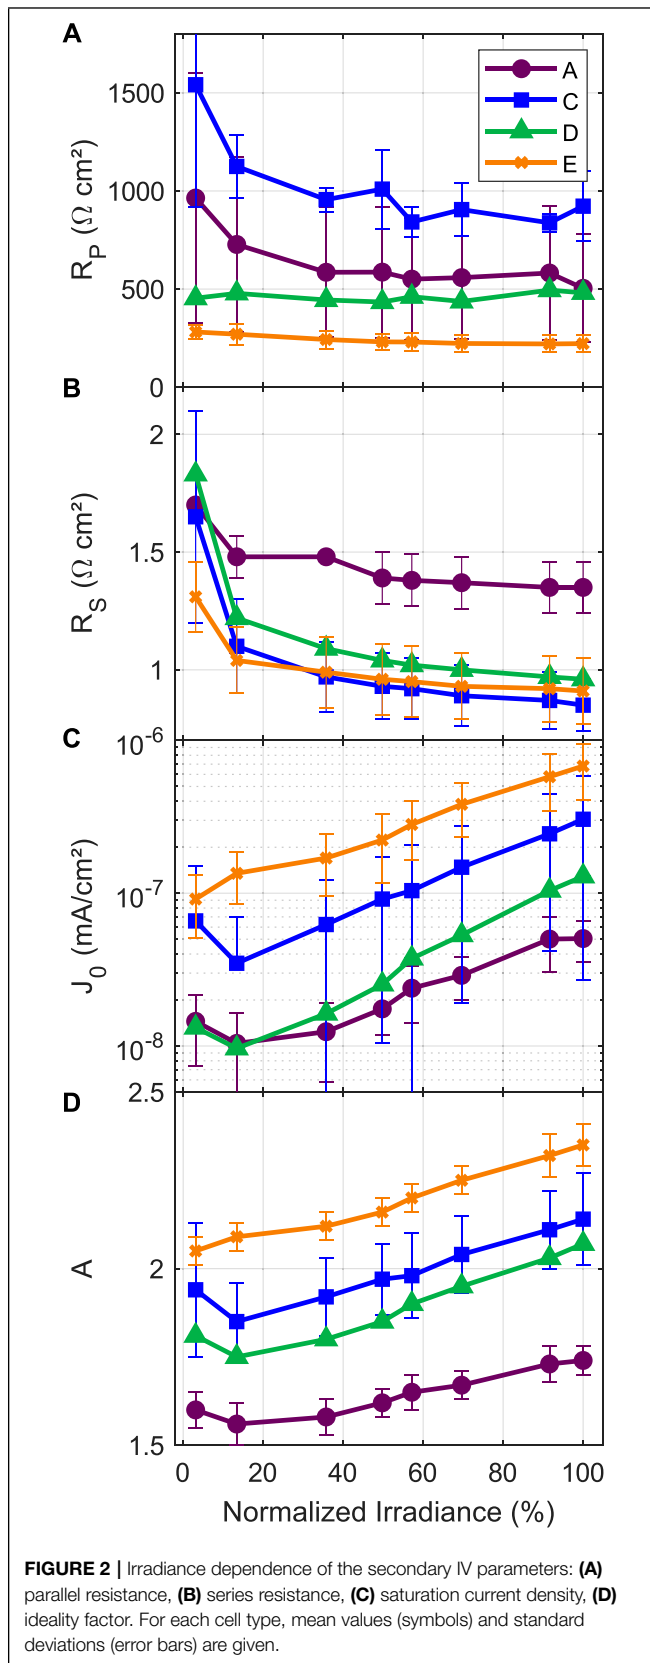 A
1500
1000
500
0
R_P (Ω cm²)
A
C
D
E
B
2
1.5
1
R_S (Ω cm²)
C
10⁻⁶
10⁻⁷
10⁻⁸
J_0 (mA/cm²)
D
2.5
2
1.5
A
0 20 40 60 80 100
Normalized Irradiance (%)
FIGURE 2 | Irradiance dependence of the secondary IV parameters: (A)
parallel resistance, (B) series resistance, (C) saturation current density, (D)
ideality factor. For each cell type, mean values (symbols) and standard
deviations (error bars) are given.